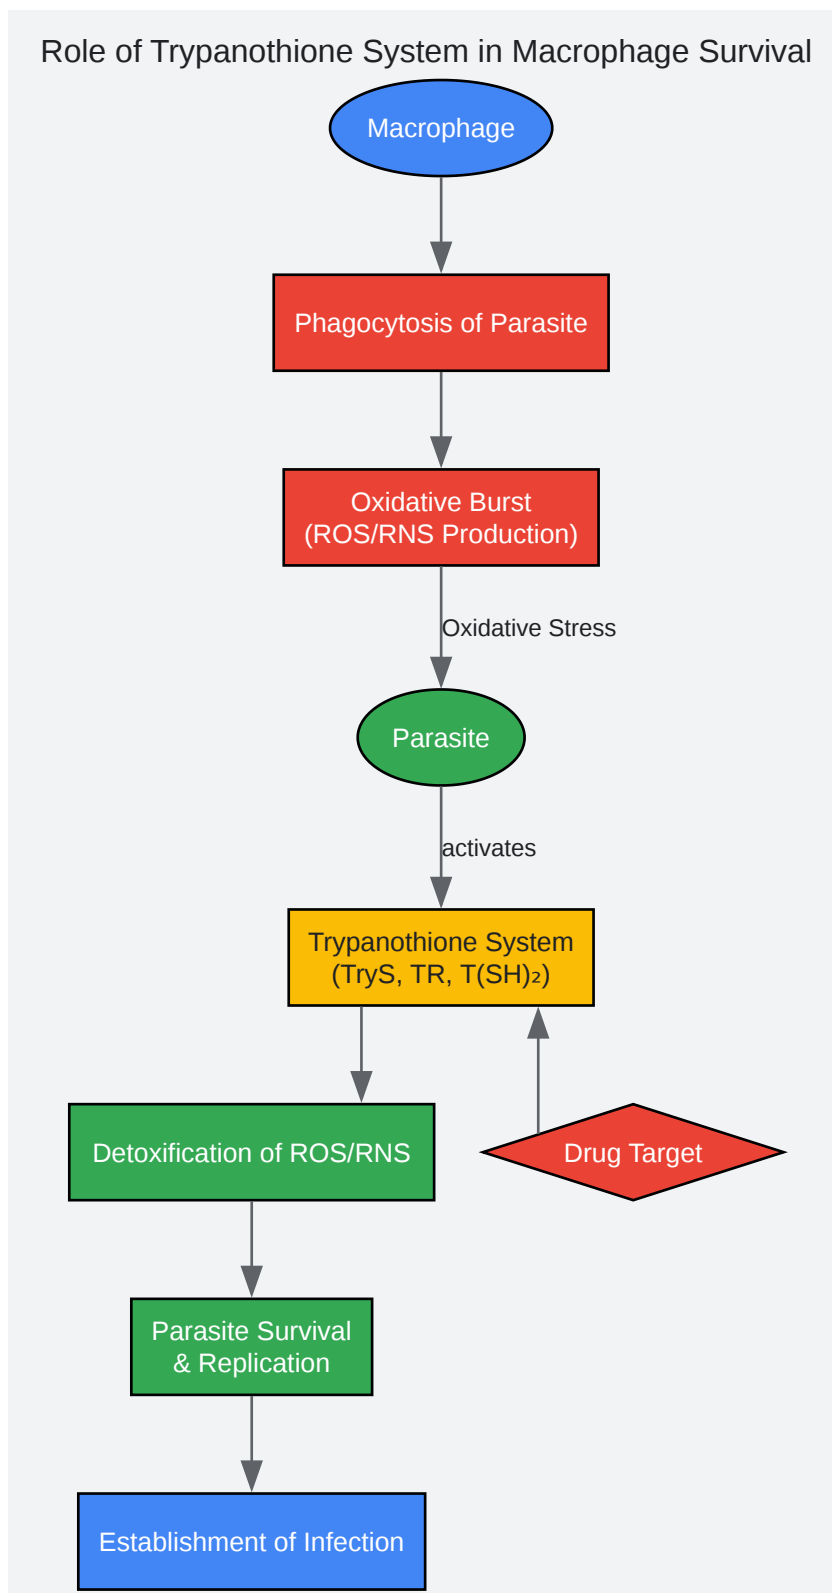 Role of Trypanothione System in Macrophage Survival
Macrophage
Phagocytosis of Parasite
Oxidative Burst
(ROS/RNS Production)
Oxidative Stress
Parasite
activates
Trypanothione System
(TryS, TR, T(SH)₂)
Detoxification of ROS/RNS
Drug Target
Parasite Survival
& Replication
Establishment of Infection